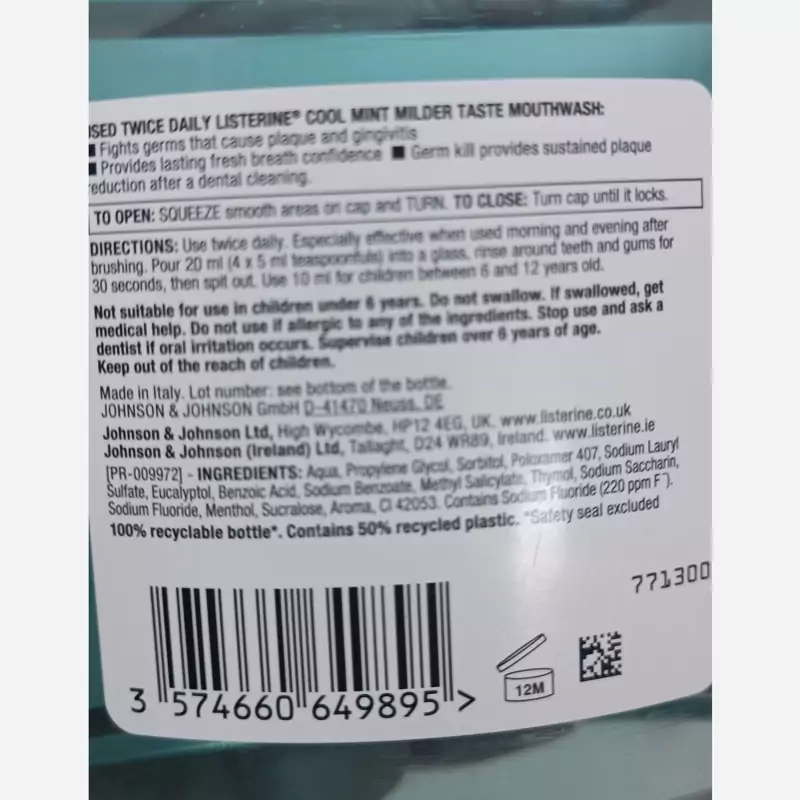 USED TWICE DAILY LISTERINE® COOL MINT MILDER TASTE MOUTHWASH:
■ Fights germs that cause plaque and gingivitis
■ Provides lasting fresh breath confidence ■ Germ kill provides sustained plaque
reduction after a dental cleaning.
TO OPEN: SQUEEZE smooth areas on cap and TURN. TO CLOSE: Turn cap until it locks.
DIRECTIONS: Use twice daily. Especially effective when used morning and evening after
brushing. Pour 20 ml (4 x 5 ml teaspoonfuls) into a glass, rinse around teeth and gums for
30 seconds, then spit out. Use 10 ml for children between 6 and 12 years old.
Not suitable for use in children under 6 years. Do not swallow. If swallowed, get
medical help. Do not use if allergic to any of the ingredients. Stop use and ask a
dentist if oral irritation occurs. Supervise children over 6 years of age.
Keep out of the reach of children.
Made in Italy. Lot number: see bottom of the bottle.
JOHNSON & JOHNSON GmbH D-41470 Neuss, DE
Johnson & Johnson Ltd, High Wycombe, HP12 4EG, UK. www.listerine.co.uk
Johnson & Johnson (Ireland) Ltd, Tallaght, D24 WR89, Ireland. www.listerine.ie
[PR-009972] - INGREDIENTS: Aqua, Propylene Glycol, Sorbitol, Poloxamer 407, Sodium Lauryl
Sulfate, Eucalyptol, Benzoic Acid, Sodium Benzoate, Methyl Salicylate, Thymol, Sodium Saccharin,
Sodium Fluoride, Menthol, Sucralose, Aroma, CI 42053. Contains Sodium Fluoride (220 ppm F⁻).
100% recyclable bottle*. Contains 50% recycled plastic. *Safety seal excluded
771300
12M
3 574660 649895 >